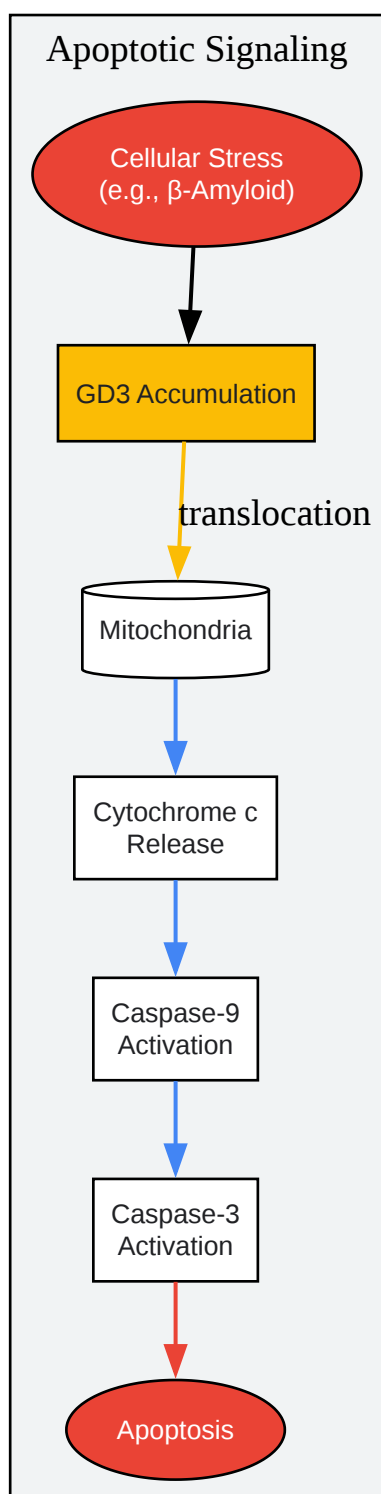 Apoptotic Signaling
Cellular Stress
(e.g., β-Amyloid)
GD3 Accumulation
translocation
Mitochondria
Cytochrome c
Release
Caspase-9
Activation
Caspase-3
Activation
Apoptosis